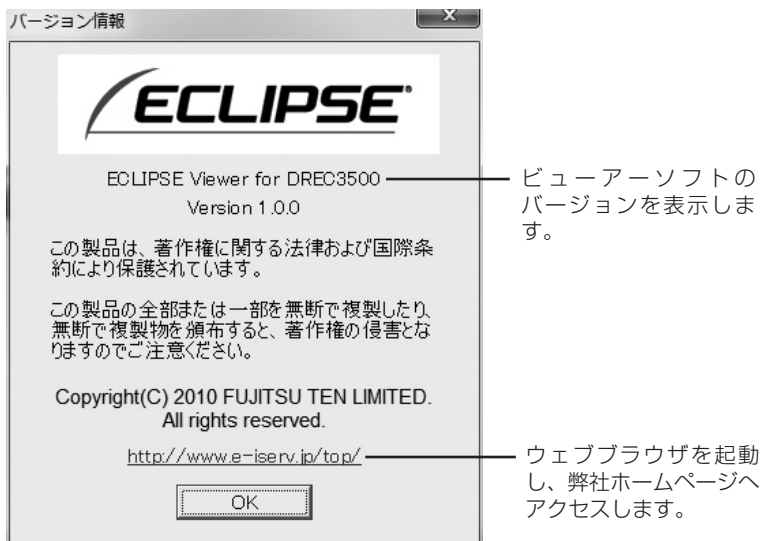 バージョン情報
x
ECLIPSE®
ECLIPSE Viewer for DREC3500
Version 1.0.0
この製品は、著作権に関する法律および国際条
約により保護されています。
この製品の全部または一部を無断で複製したり、
無断で複製物を頒布すると、著作権の侵害とな
りますのでご注意ください。
Copyright(C) 2010 FUJITSU TEN LIMITED.
All rights reserved.
http://www.e-iserv.jp/top/
OK
ビューアーソフトの
バージョンを表示しま
す。
ウェブブラウザを起動
し、弊社ホームページへ
アクセスします。